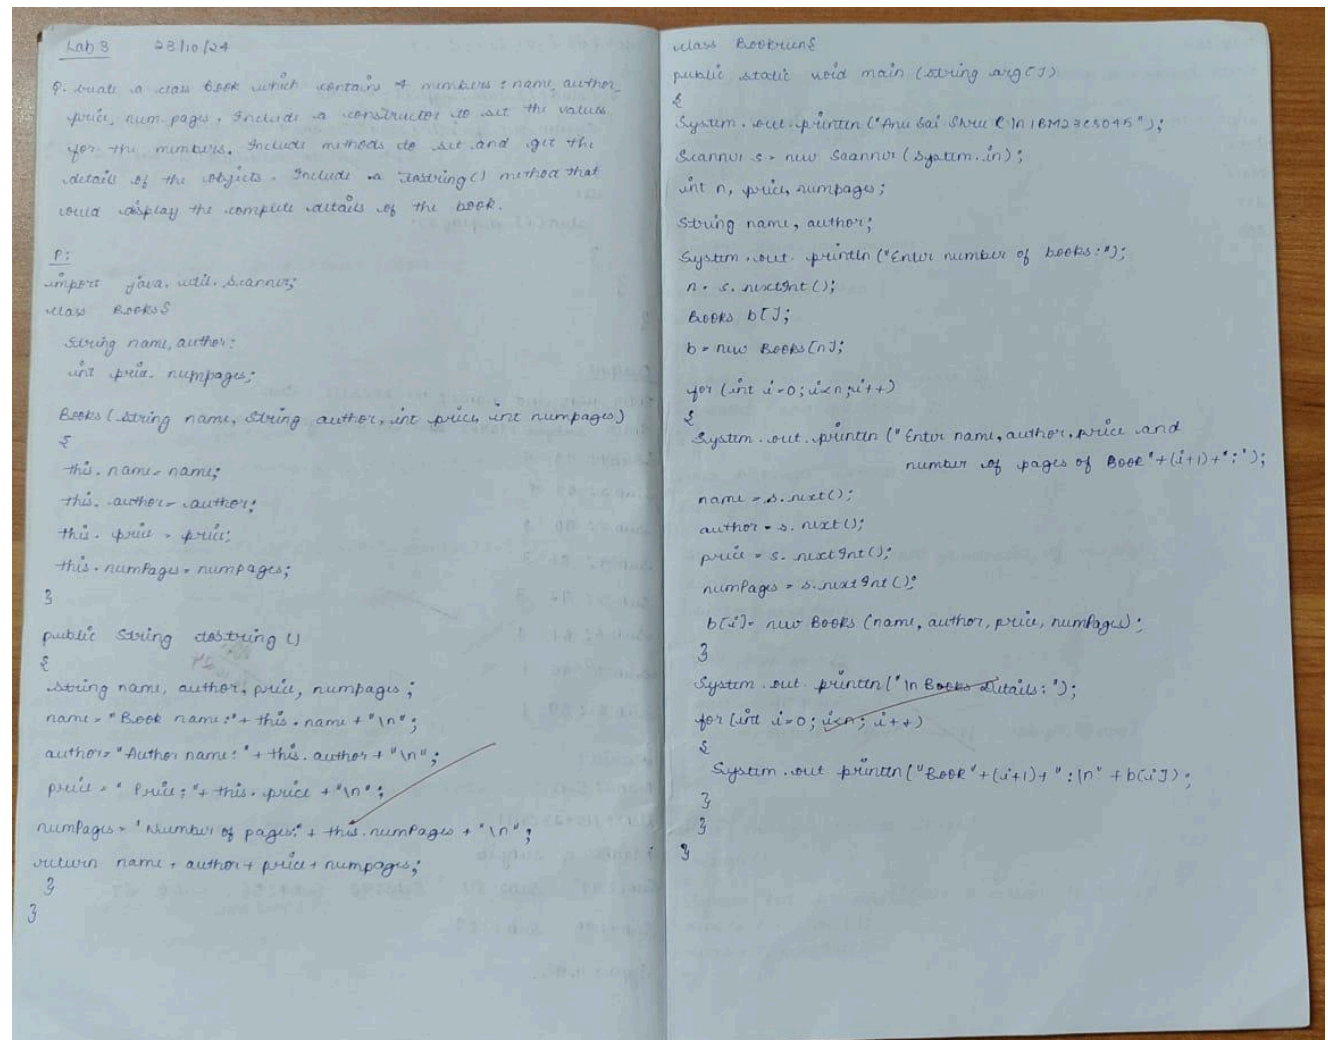 Lab 3 23/10/24
Q. Create a class Book which contains 4 members : name, author,
price, num-pages. Include a constructor to set the values
for the members. Include methods to set and get the
details of the objects. Include a toString() method that
could display the complete details of the book.
P:
import java.util.Scanner;
class Books{
String name, author;
int price, numpages;
Books (String name, String author, int price, int numpages)
{
this.name=name;
this.author=author;
this.price = price;
this.numPages=numpages;
}
public String toString ()
{
String name, author, price, numpages ;
name= "Book name:"+ this.name + "\n";
author= "Author name:" + this.author + "\n";
price = " Price: "+ this.price + "\n";
numPages= "Number of pages:" + this.numPages + "\n";
return name + author + price + numpages;
}
}
class Bookrun{
public static void main (String arg[])
{
System.out.println("Anu Sai Shru C \n 1BM23CS045");
Scanner s = new Scanner(System.in);
int n, price, numpages;
String name, author;
System.out.println ("Enter number of books:");
n = s.nextInt();
Books b[];
b = new Books[n];
for (int i=0; i<n; i++)
{
System.out.println ("Enter name, author, price and
number of pages of Book"+(i+1)+":");
name = s.next();
author = s.next();
price = s.nextInt();
numPages = s.nextInt();
b[i]= new Books (name, author, price, numPages);
}
System.out.println("\n Books Details: ");
for (int i=0; i<n; i++)
{
System.out println("Book"+(i+1)+ ":\n" + b[i]);
}
}
}